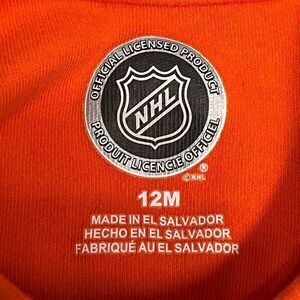 OFFICIAL LICENSED PRODUCT
NHL
PRODUIT LICENCIÉ OFFICIEL
®
©NHL
12M
MADE IN EL SALVADOR
HECHO EN EL SALVADOR
FABRIQUÉ AU EL SALVADOR